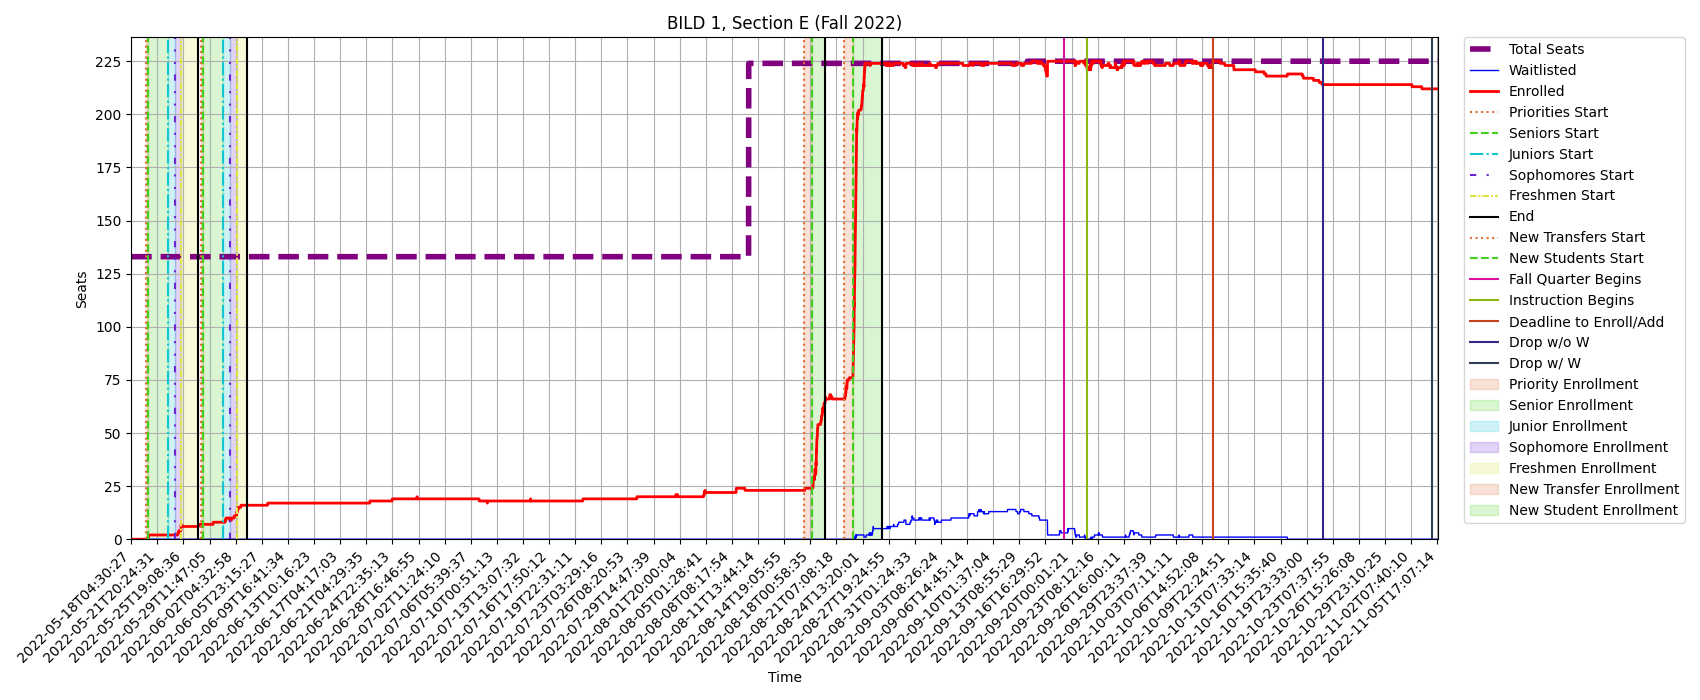 BILD 1, Section E (Fall 2022)
Seats
225
200
175
150
125
100
75
50
25
0
2022-05-18T04:30:27
2022-05-21T20:24:31
2022-05-25T19:08:36
2022-05-29T11:47:05
2022-06-02T04:32:58
2022-06-05T23:15:27
2022-06-09T16:41:34
2022-06-13T10:16:23
2022-06-17T04:17:03
2022-06-21T04:29:35
2022-06-24T22:35:13
2022-06-28T16:46:55
2022-07-02T11:24:10
2022-07-06T05:39:37
2022-07-10T00:51:13
2022-07-13T13:07:32
2022-07-16T17:50:12
2022-07-19T22:31:11
2022-07-23T03:29:16
2022-07-26T08:20:53
2022-07-29T14:47:39
2022-08-01T20:00:04
2022-08-05T01:28:41
2022-08-08T08:17:54
2022-08-11T13:44:14
2022-08-14T19:05:55
2022-08-18T00:58:35
2022-08-21T07:08:18
2022-08-24T13:20:01
2022-08-27T19:24:55
2022-08-31T01:24:33
2022-09-03T08:26:24
2022-09-06T14:45:14
2022-09-10T01:37:04
2022-09-13T08:55:29
2022-09-16T16:29:52
2022-09-20T00:01:21
2022-09-23T08:12:16
2022-09-26T16:00:11
2022-09-29T23:37:39
2022-10-03T07:11:11
2022-10-06T14:52:08
2022-10-09T22:24:51
2022-10-13T07:33:14
2022-10-16T15:35:40
2022-10-19T23:33:00
2022-10-23T07:37:55
2022-10-26T15:26:08
2022-10-29T23:10:25
2022-11-02T07:40:10
2022-11-05T17:07:14
Time
Total Seats
Waitlisted
Enrolled
Priorities Start
Seniors Start
Juniors Start
Sophomores Start
Freshmen Start
End
New Transfers Start
New Students Start
Fall Quarter Begins
Instruction Begins
Deadline to Enroll/Add
Drop w/o W
Drop w/ W
Priority Enrollment
Senior Enrollment
Junior Enrollment
Sophomore Enrollment
Freshmen Enrollment
New Transfer Enrollment
New Student Enrollment